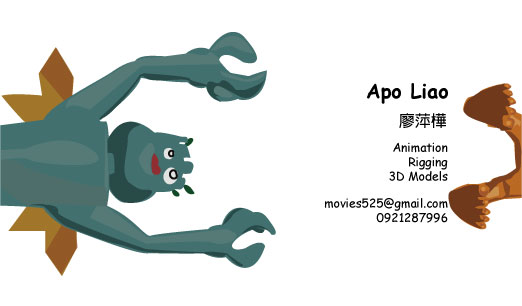 Apo Liao
廖萍樺
Animation
Rigging
3D Models
movies525@gmail.com
0921287996